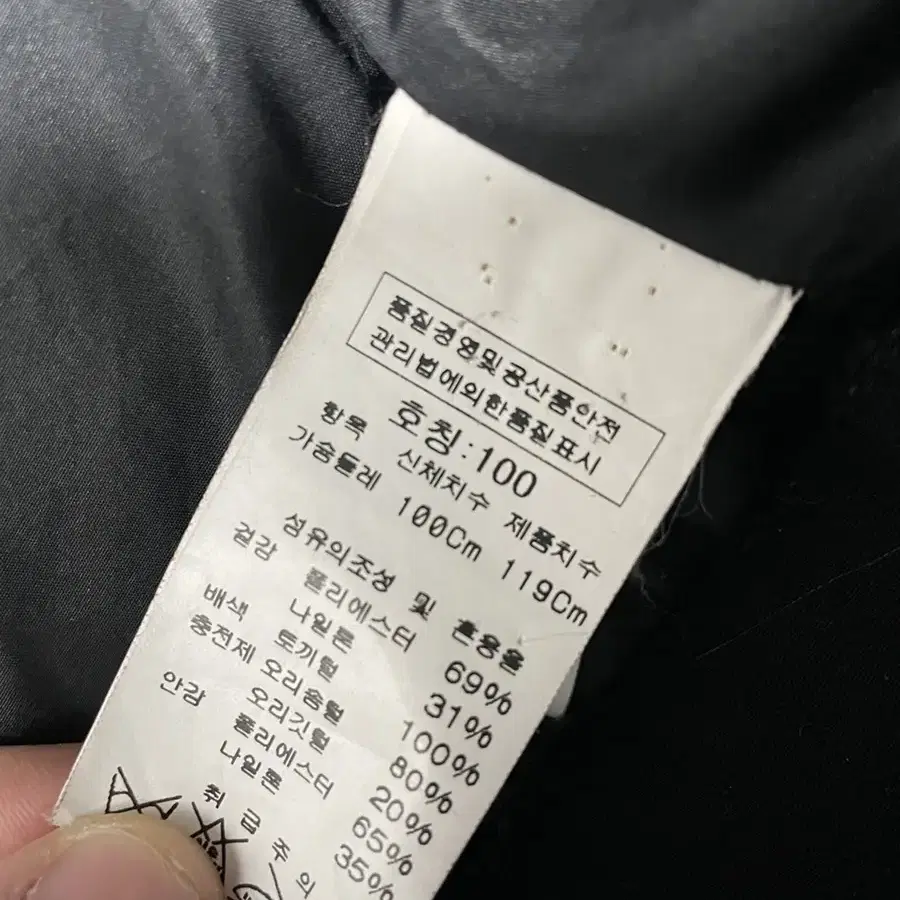 품질경영및공산품안전
관리법에의한품질표시
호칭:100
항목 신체치수 제품치수
가슴둘레 100Cm 119Cm
섬유의조성 및 혼용율
겉감 폴리에스터 69%
나일론 31%
배색 토끼털 100%
충전제 오리솜털 80%
오리깃털 20%
안감 폴리에스터 65%
나일론 35%
취 급 주 의